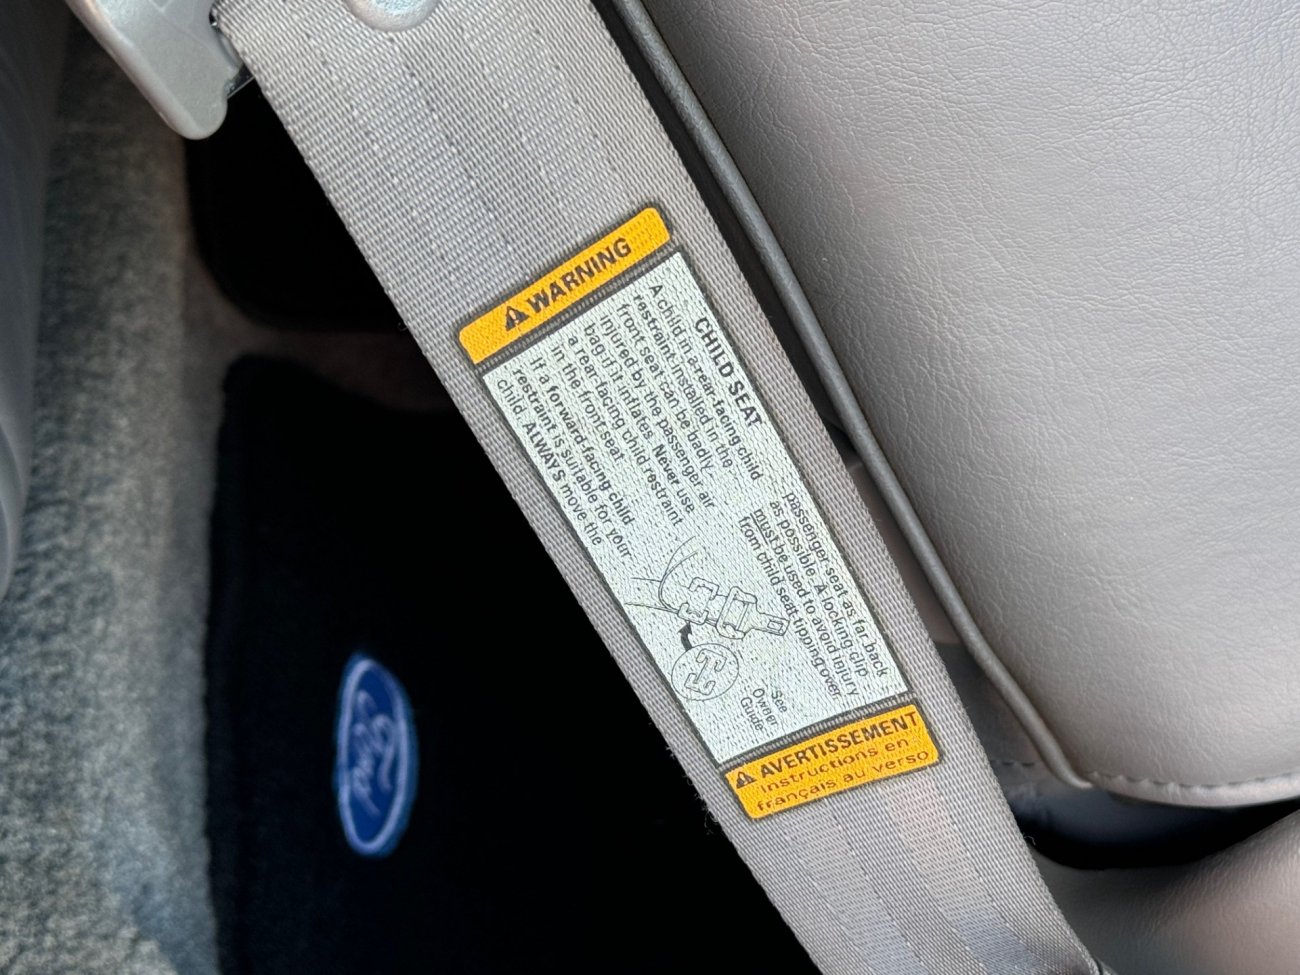 WARNING
CHILD SEAT
A child in a rear-facing child
restraint installed in the
front seat can be badly
injured by the passenger air
bag if it inflates. Never use
a rear-facing child restraint
in the front seat.
If a forward facing child
restraint is suitable for your
child, ALWAYS move the
passenger seat as far back
as possible. A locking clip
must be used to avoid injury
from child seat tipping over
See
Owner
Guide
AVERTISSEMENT
Instructions en
français au verso
Ford